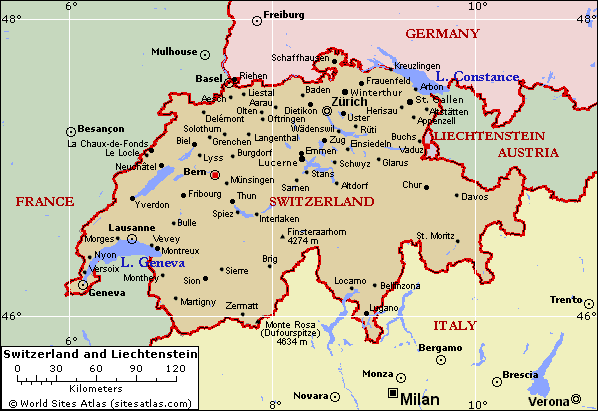 48°
6°
Freiburg
10°
48°
GERMANY
Mulhouse
Schaffhausen
Kreuzlingen
Basel
Riehen
L. Constance
Baden
Frauenfeld
Arbon
Aesch
Liestal
Winterthur
Aarau
St. Gallen
Delémont
Olten
Dietikon
Zürich
Herisau
Altstätten
Oftringen
Uster
Appenzell
Besançon
Solothurn
Wädenswil
Rüti
La Chaux-de-Fonds
Biel
Grenchen
Langenthal
Zug
Einsiedeln
Buchs
LIECHTENSTEIN
Le Locle
Lyss
Burgdorf
Emmen
Vaduz
AUSTRIA
Neuchâtel
Lucerne
Schwyz
Glarus
Bern
Münsingen
Stans
Sarnen
Altdorf
Chur
FRANCE
Yverdon
Fribourg
Thun
SWITZERLAND
Davos
Spiez
Interlaken
Bulle
Lausanne
Finsteraarhorn
4274 m
St. Moritz
Morges
Vevey
Nyon
Montreux
L. Geneva
Brig
Versoix
Monthey
Sion
Sierre
Locarno
Bellinzona
Geneva
Martigny
Zermatt
Lugano
Trento
46°
6°
Monte Rosa
(Dufourspitze)
4634 m
ITALY
46°
Switzerland and Liechtenstein
0 30 60 90 120
Kilometers
© World Sites Atlas (sitesatlas.com)
Bergamo
Monza
Brescia
Novara
Milan
Verona
8°
10°